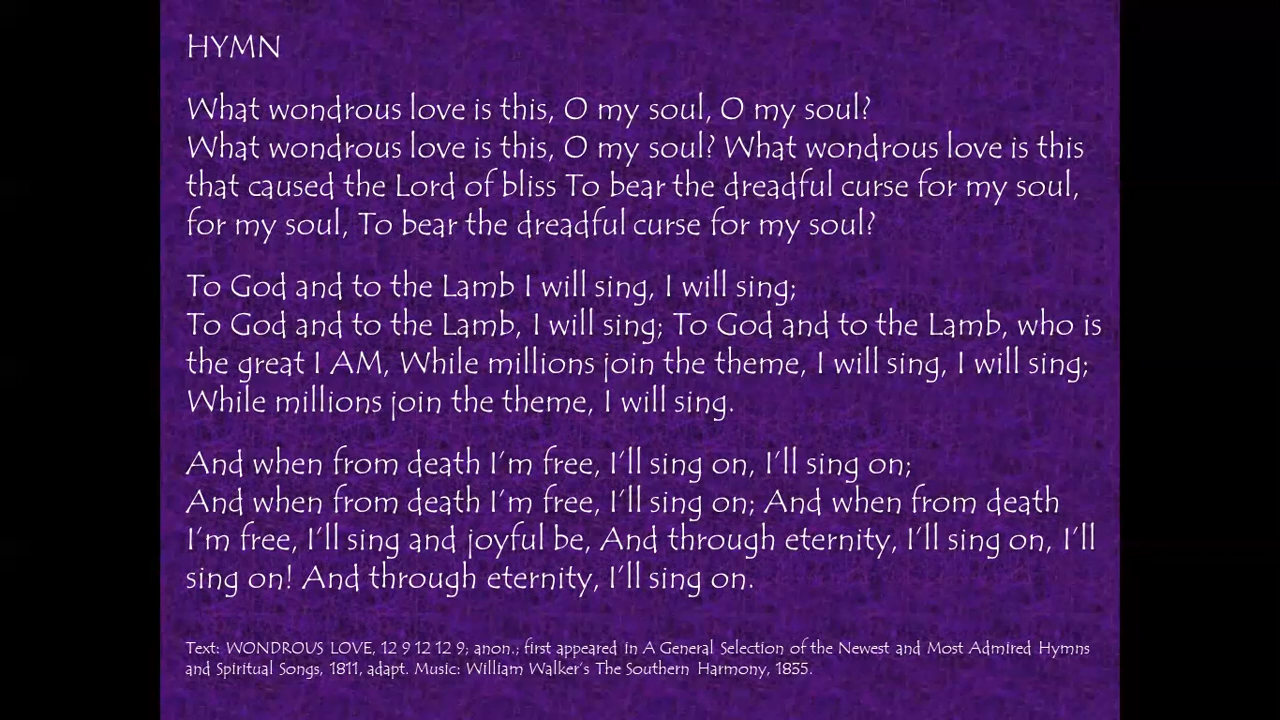 HYMN
What wondrous love is this, O my soul, O my soul?
What wondrous love is this, O my soul? What wondrous love is this
that caused the Lord of bliss To bear the dreadful curse for my soul,
for my soul, To bear the dreadful curse for my soul?
To God and to the Lamb I will sing, I will sing;
To God and to the Lamb, I will sing; To God and to the Lamb, who is
the great I AM, While millions join the theme, I will sing, I will sing;
While millions join the theme, I will sing.
And when from death I'm free, I'll sing on, I'll sing on;
And when from death I'm free, I'll sing on; And when from death
I'm free, I'll sing and joyful be, And through eternity, I'll sing on, I'll
sing on! And through eternity, I'll sing on.
Text: WONDROUS LOVE, 12 9 12 12 9; anon.; first appeared in A General Selection of the Newest and Most Admired Hymns
and Spiritual Songs, 1811, adapt. Music: William Walker's The Southern Harmony, 1835.